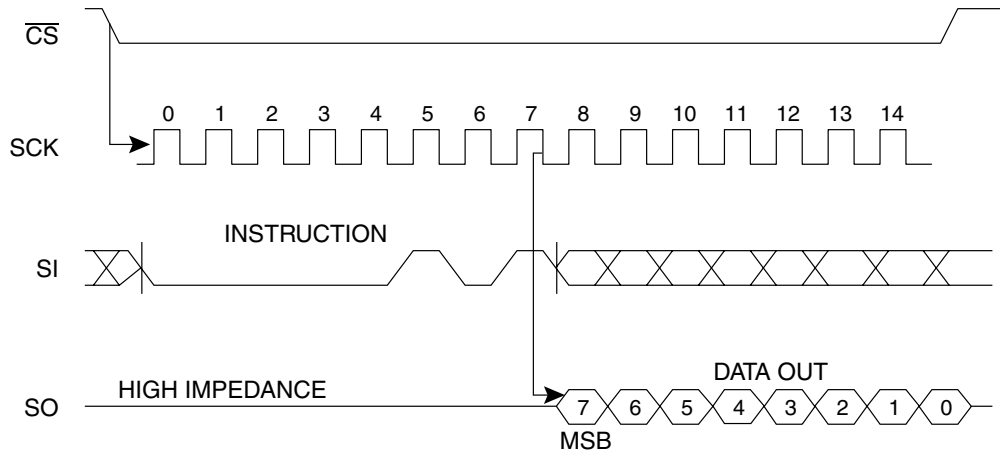 CS
0 1 2 3 4 5 6 7 8 9 10 11 12 13 14
SCK
INSTRUCTION
SI
HIGH IMPEDANCE
DATA OUT
SO
7 6 5 4 3 2 1 0
MSB